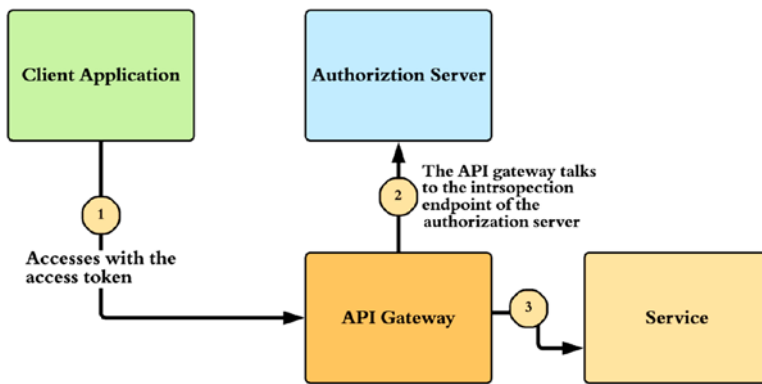 Client Application
Authoriztion Server
1
Accesses with the
access token
2
The API gateway talks
to the intrsopection
endpoint of the
authorization server
API Gateway
3
Service